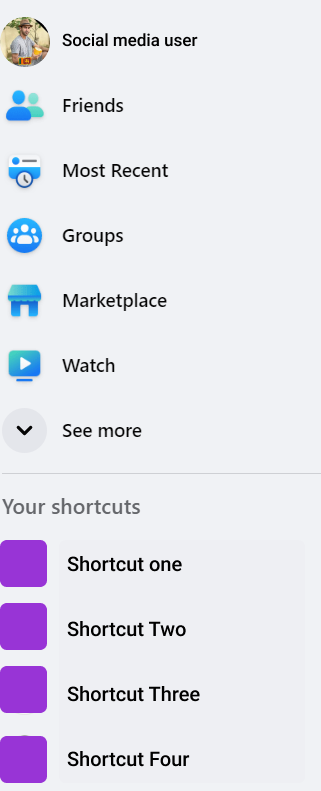 Social media user
Friends
Most Recent
Groups
Marketplace
Watch
See more
Your shortcuts
Shortcut one
Shortcut Two
Shortcut Three
Shortcut Four